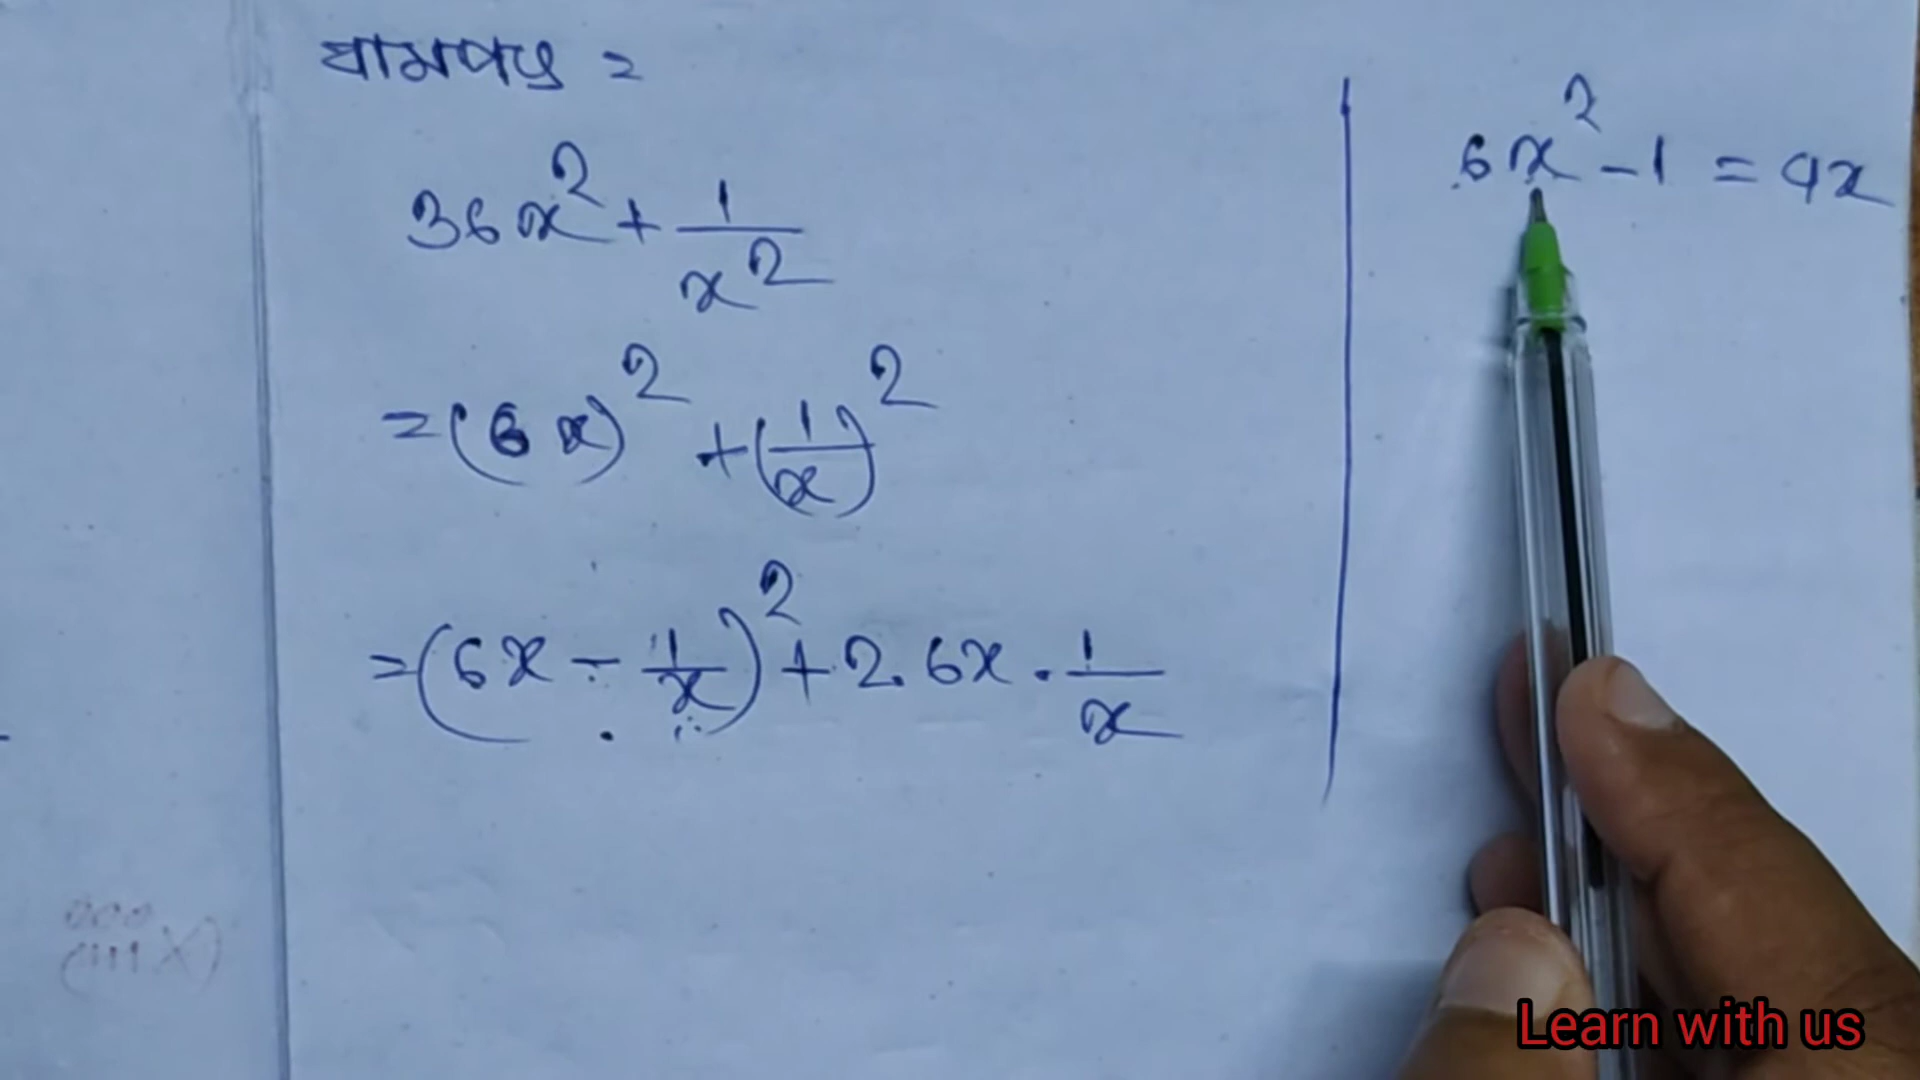 বামপক্ষ =
36x² + 1/x²
= (6x)² + (1/x)²
= (6x - 1/x)² + 2.6x . 1/x
6x² - 1 = 4x
Learn with us